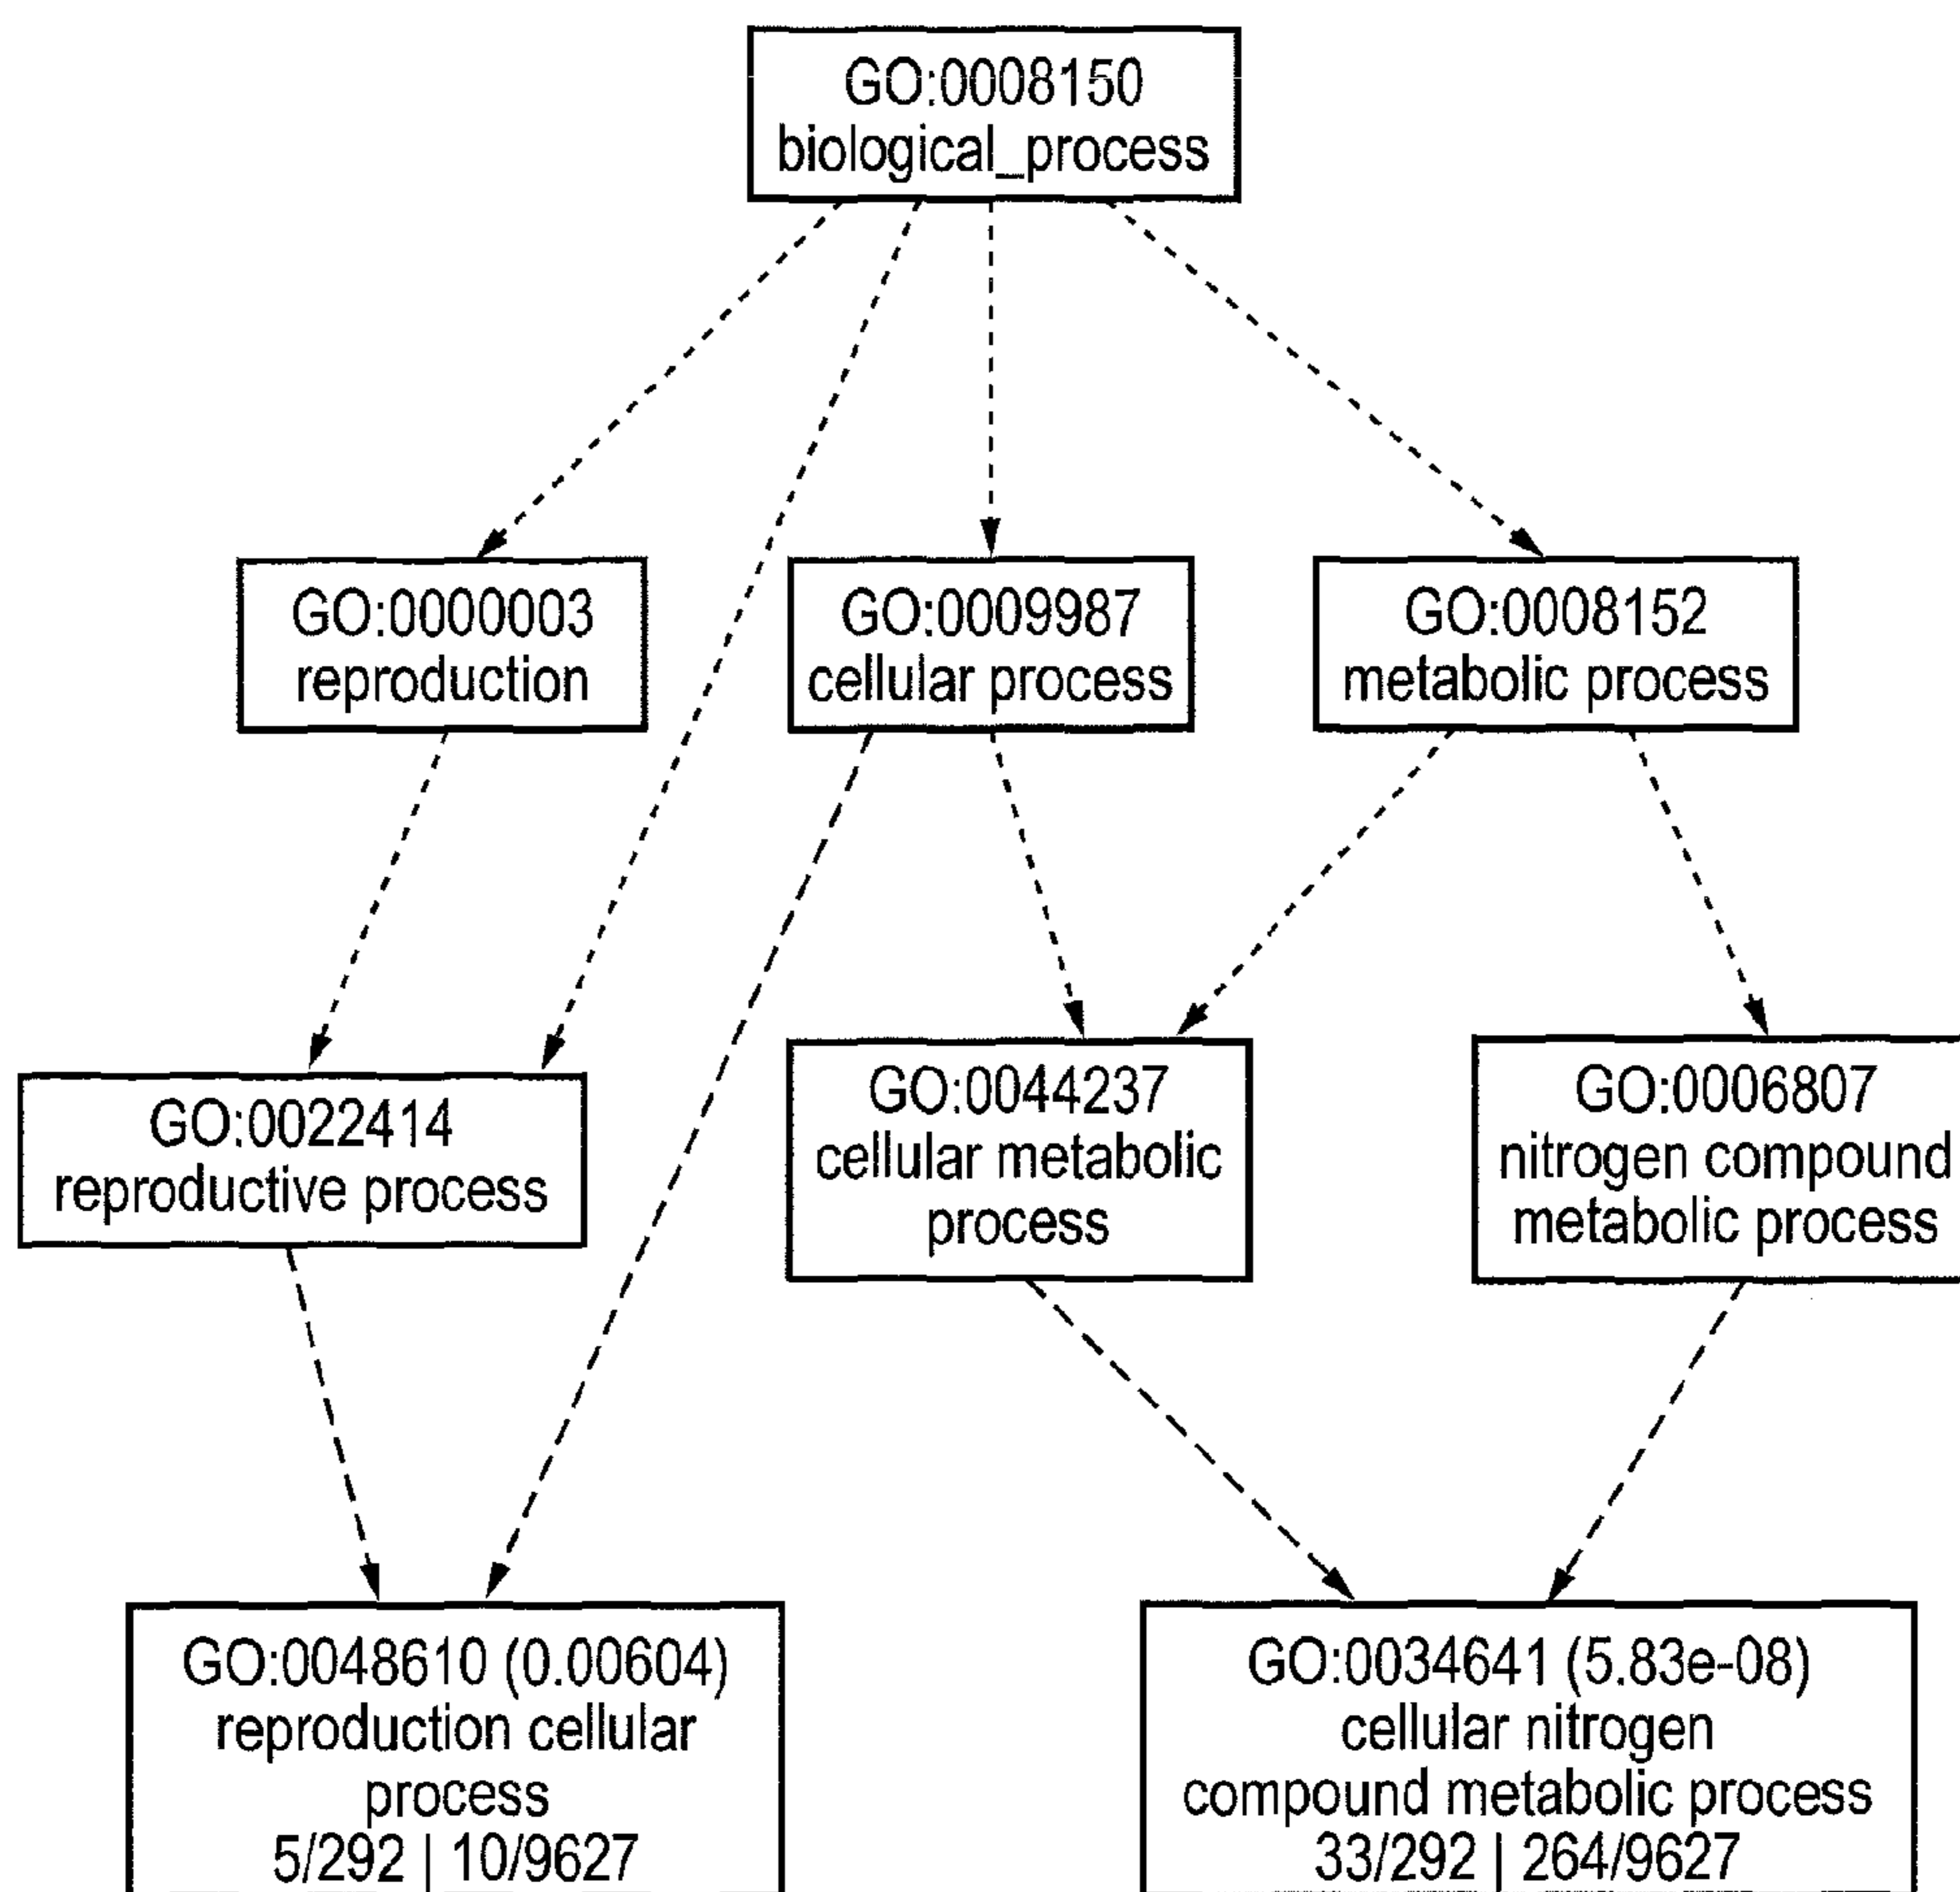 GO:0008150
biological_process
GO:0000003
reproduction
GO:0009987
cellular process
GO:0008152
metabolic process
GO:0022414
reproductive process
GO:0044237
cellular metabolic
process
GO:0006807
nitrogen compound
metabolic process
GO:0048610 (0.00604)
reproduction cellular
process
5/292 | 10/9627
GO:0034641 (5.83e-08)
cellular nitrogen
compound metabolic process
33/292 | 264/9627